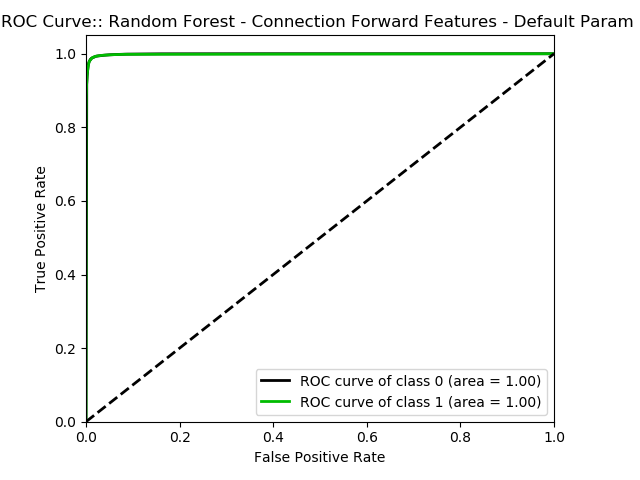 ROC Curve:: Random Forest - Connection Forward Features - Default Param
1.0
0.8
0.6
0.4
0.2
0.0
True Positive Rate
ROC curve of class 0 (area = 1.00)
ROC curve of class 1 (area = 1.00)
0.0 0.2 0.4 0.6 0.8 1.0
False Positive Rate